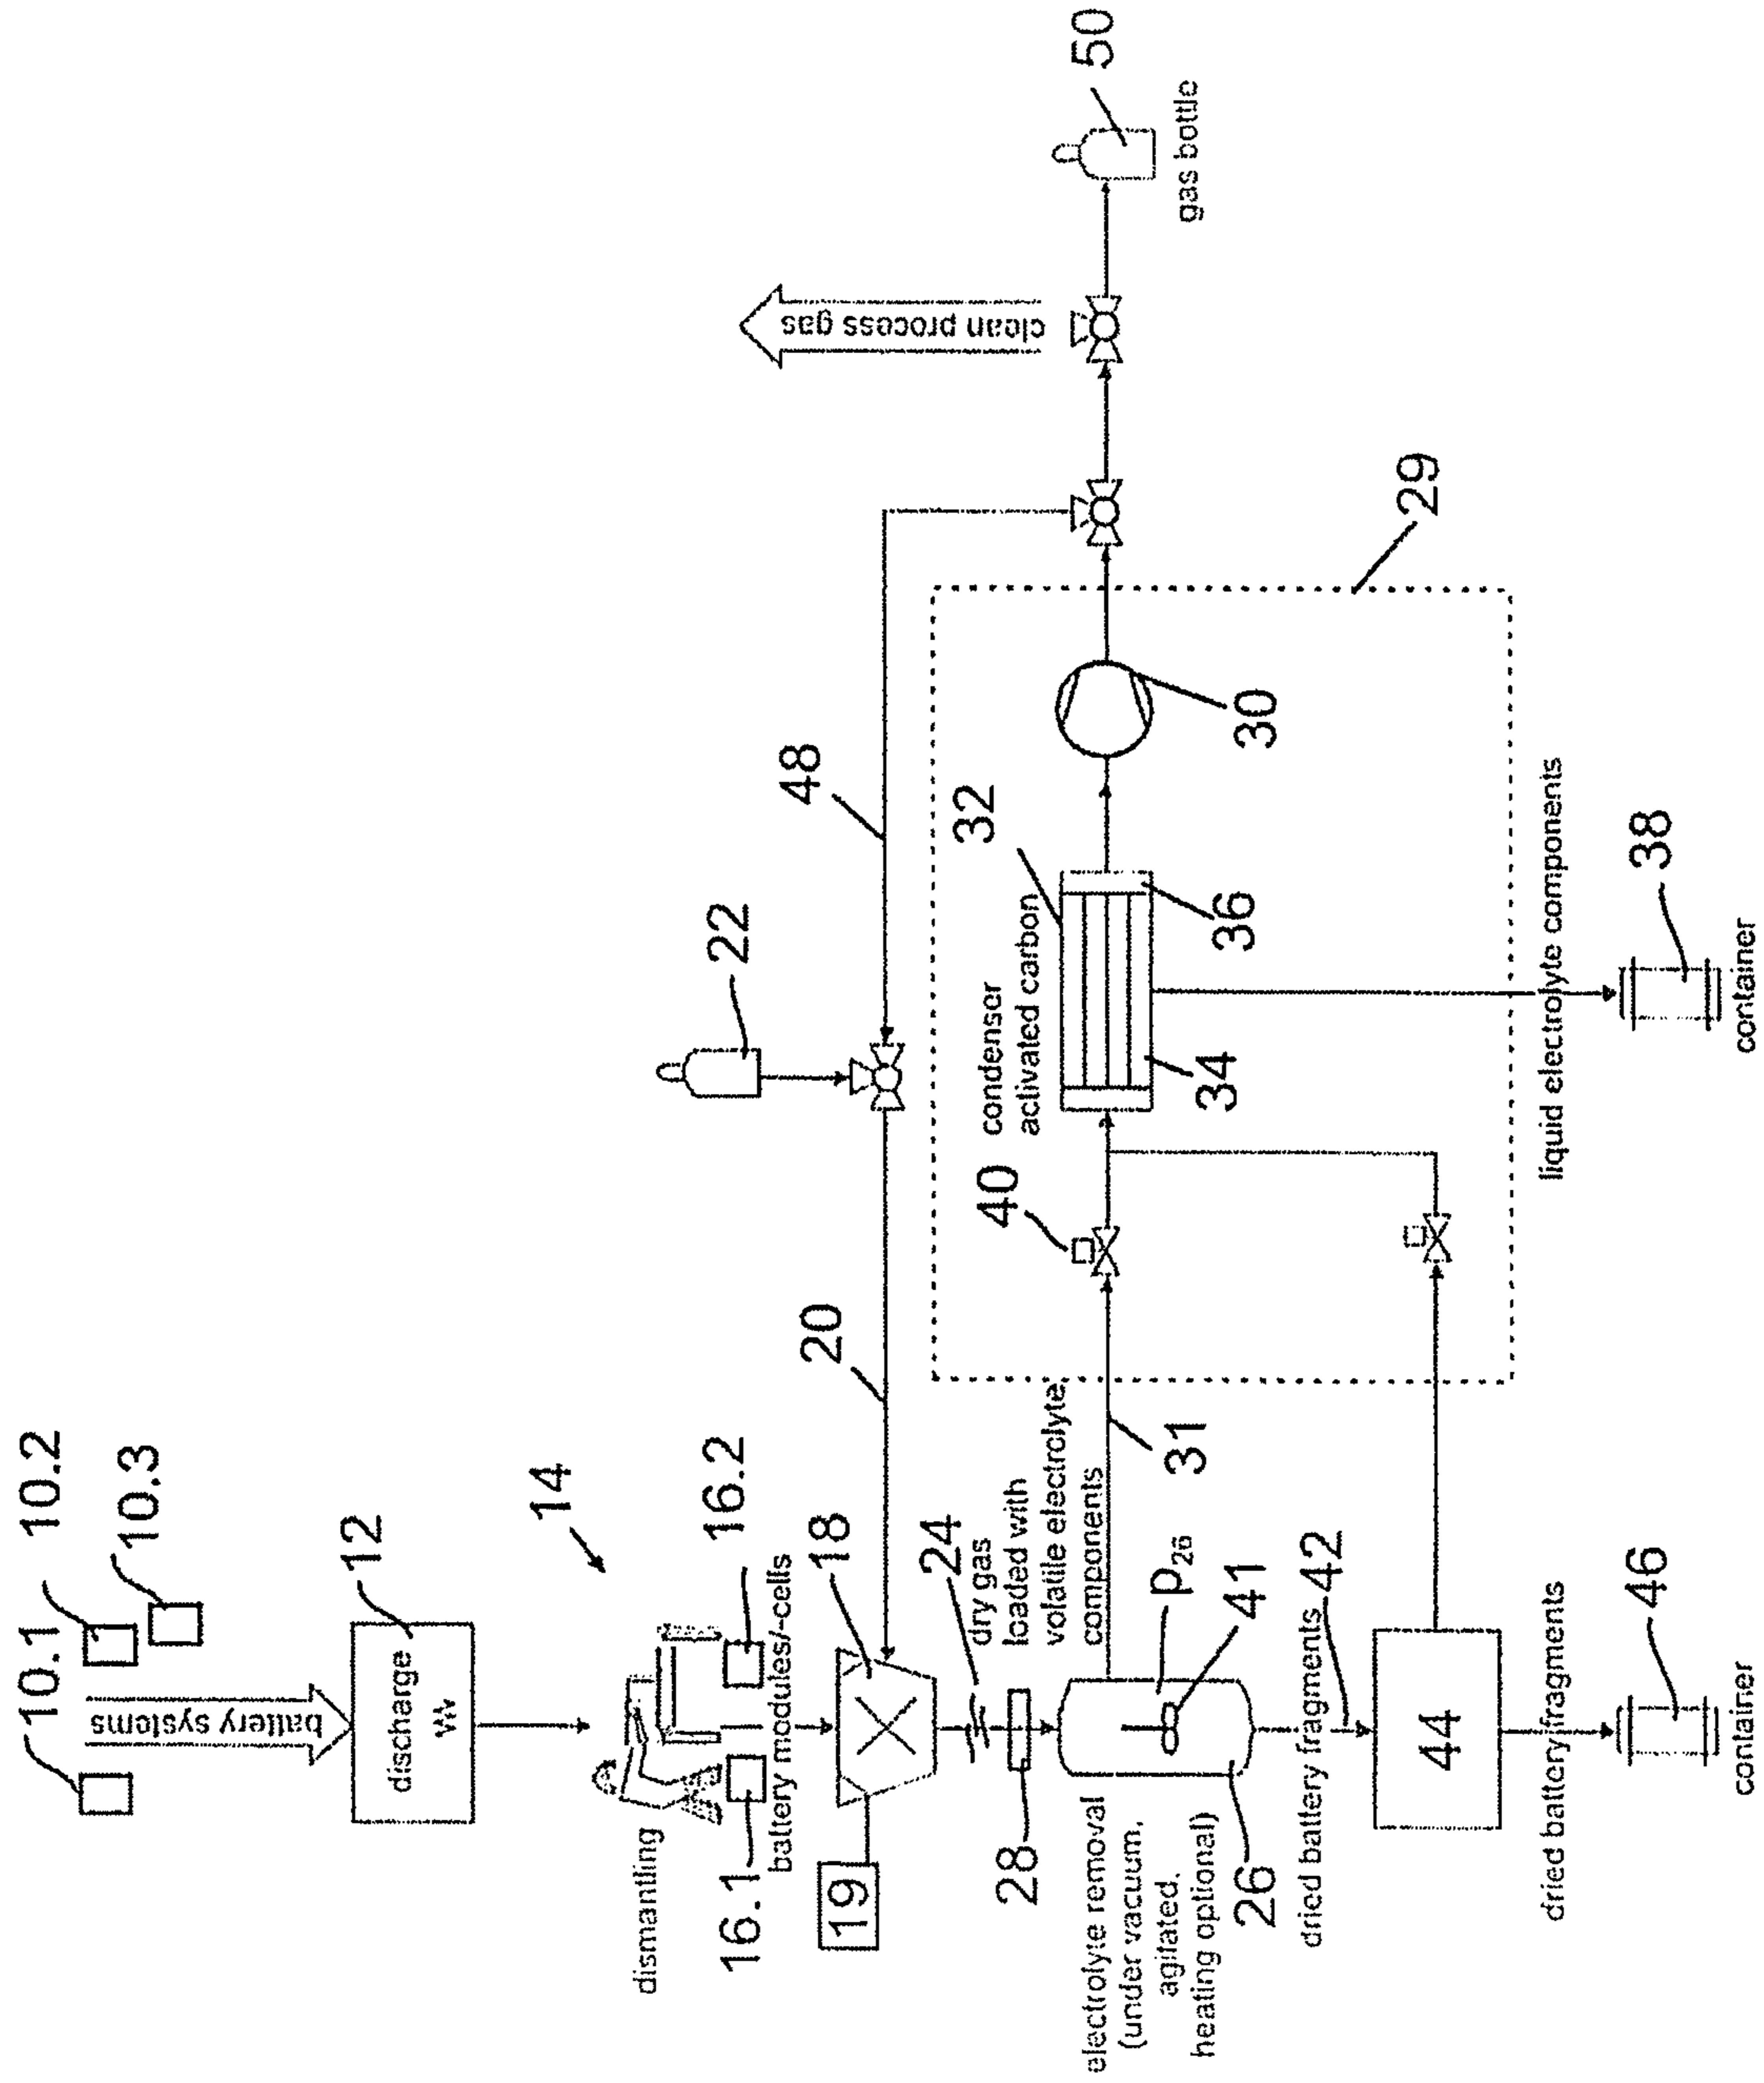 10.1
10.2
10.3
battery systems
12
discharge
14
dismantling
16.1
16.2
battery modules/-cells
18
19
20
22
48
24
28
dry gas
loaded with
volatile electrolyte
components
31
electrolyte removal
(under vacuum,
agitated,
heating optional)
26
P26
41
dried battery fragments
42
44
dried battery fragments
46
container
40
condenser
activated carbon
32
34
36
30
29
liquid electrolyte components
38
container
clean process gas
50
gas bottle